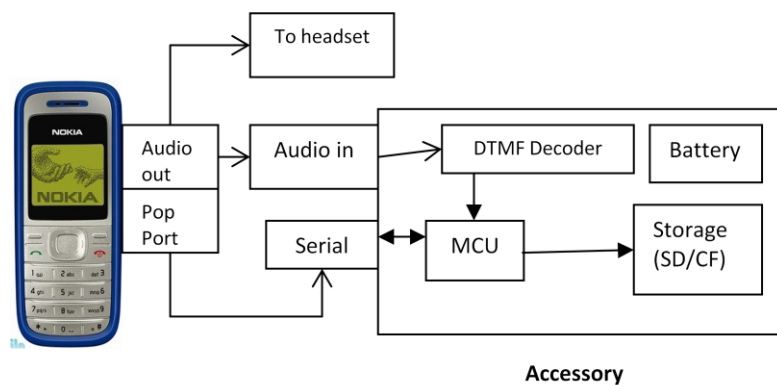 To headset
NOKIA
NOKIA
Audio
out
Pop
Port
Audio in
Serial
DTMF Decoder
Battery
MCU
Storage
(SD/CF)
Accessory